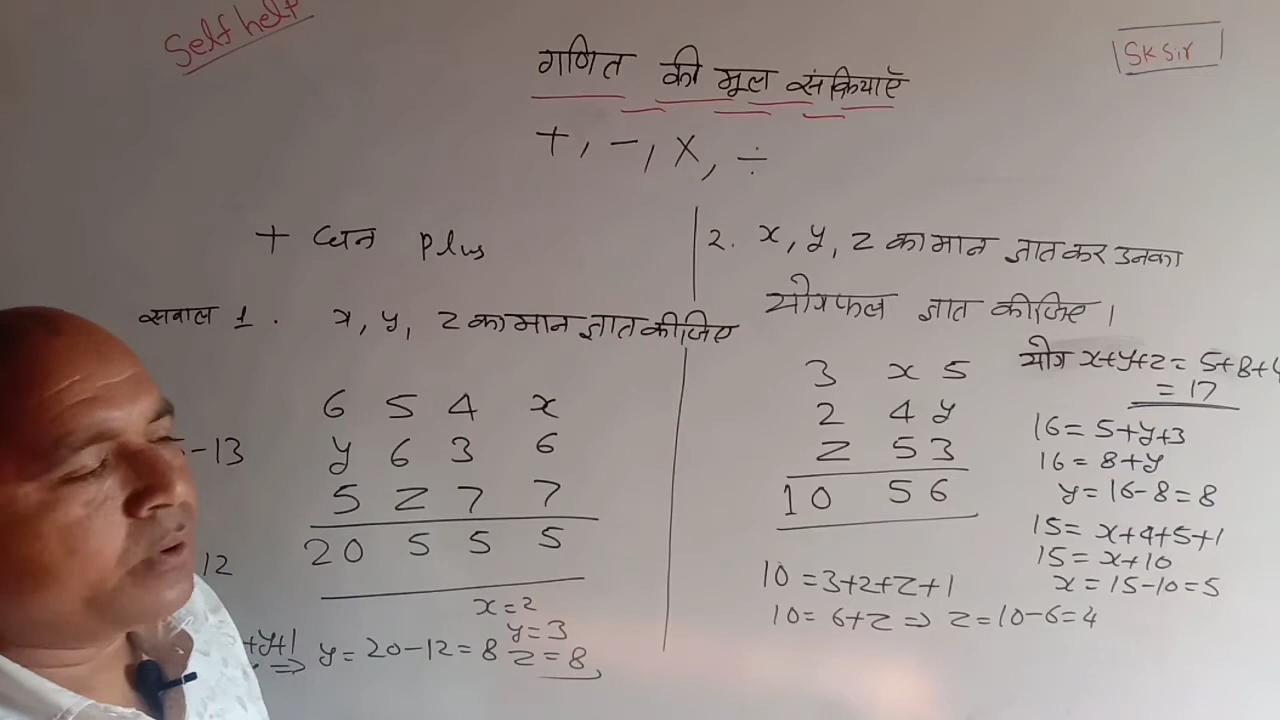 Self help
SK Sir
गणित की मूल संक्रियाएँ
+, -, X, ÷
+ धन Plus
सवाल 1. x, y, z का मान ज्ञात कीजिए
6 5 4 x
y 6 3 6
5 z 7 7
20 5 5 5
-13
12
x=2
y=3
z=8
+y+1
⇒ y=20-12=8
2. x, y, z का मान ज्ञात कर उनका
योगफल ज्ञात कीजिए।
3 x 5
2 4 y
z 5 3
10 5 6
10=3+2+z+1
10=6+z⇒z=10-6=4
योग x+y+z=5+8+4
=17
16=5+y+3
16=8+y
y=16-8=8
15=x+4+5+1
15=x+10
x=15-10=5